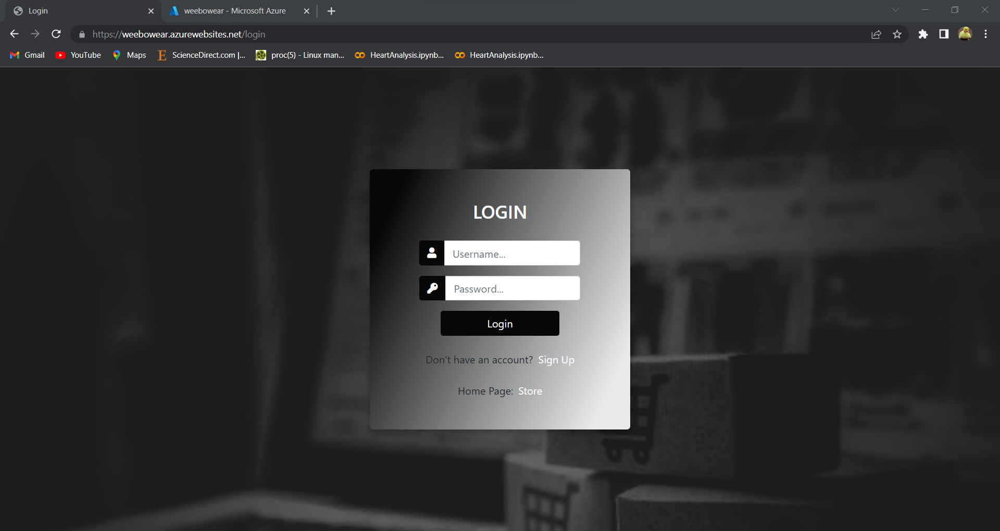 Login
weebowear - Microsoft Azure
https://weebowear.azurewebsites.net/login
Gmail YouTube Maps ScienceDirect.com |... proc(5) - Linux man... HeartAnalysis.ipynb... HeartAnalysis.ipynb...
LOGIN
Username...
Password...
Login
Don't have an account? Sign Up
Home Page: Store